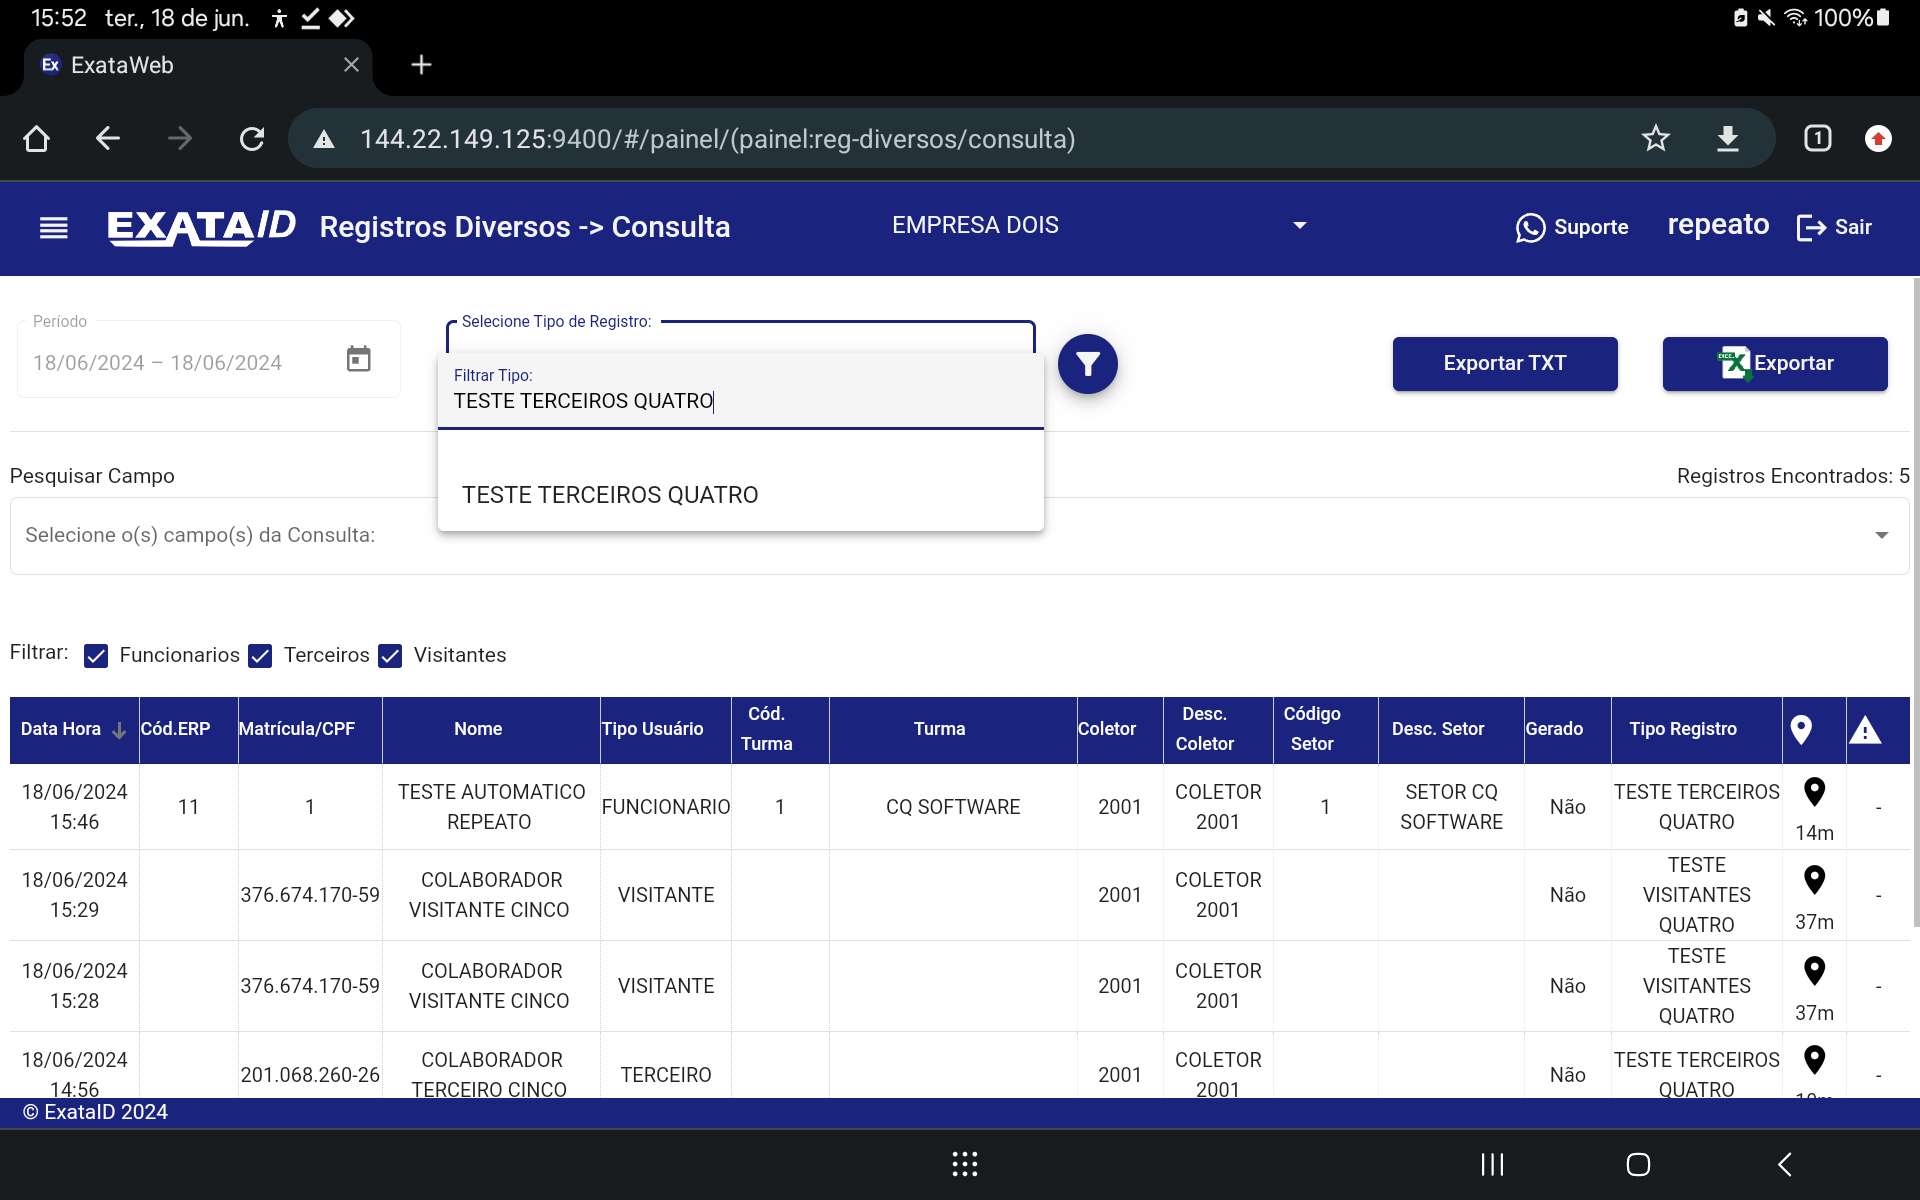 15:52 ter., 18 de jun.
100%
Ex ExataWeb
144.22.149.125:9400/#/painel/(painel:reg-diversos/consulta)
1
EXATAID Registros Diversos -> Consulta EMPRESA DOIS Suporte repeato Sair
Período
18/06/2024 – 18/06/2024
Selecione Tipo de Registro:
Filtrar Tipo:
TESTE TERCEIROS QUATRO
TESTE TERCEIROS QUATRO
Exportar TXT
Exportar
Pesquisar Campo
Registros Encontrados: 5
Selecione o(s) campo(s) da Consulta:
Filtrar: Funcionarios Terceiros Visitantes
Data Hora Cód.ERP Matrícula/CPF Nome Tipo Usuário Cód. Turma Turma Coletor Desc. Coletor Código Setor Desc. Setor Gerado Tipo Registro
18/06/2024 15:46 11 1 TESTE AUTOMATICO REPEATO FUNCIONARIO 1 CQ SOFTWARE 2001 COLETOR 2001 1 SETOR CQ SOFTWARE Não TESTE TERCEIROS QUATRO 14m -
18/06/2024 15:29 376.674.170-59 COLABORADOR VISITANTE CINCO VISITANTE 2001 COLETOR 2001 Não TESTE VISITANTES QUATRO 37m -
18/06/2024 15:28 376.674.170-59 COLABORADOR VISITANTE CINCO VISITANTE 2001 COLETOR 2001 Não TESTE VISITANTES QUATRO 37m -
18/06/2024 14:56 201.068.260-26 COLABORADOR TERCEIRO CINCO TERCEIRO 2001 COLETOR 2001 Não TESTE TERCEIROS QUATRO -
© ExataID 2024